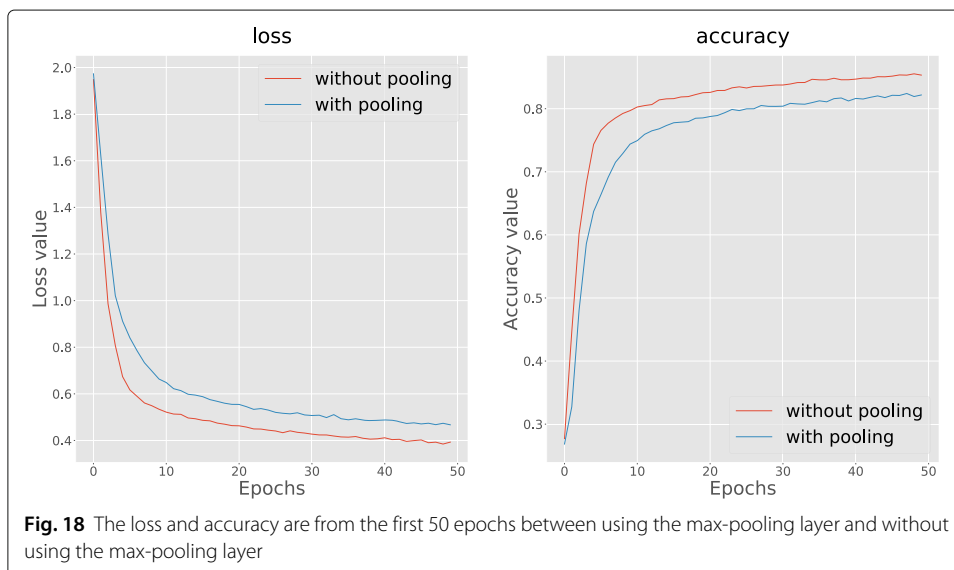 loss
without pooling
with pooling
2.0
1.8
1.6
1.4
1.2
1.0
0.8
0.6
0.4
Loss value
0
10
20
30
40
50
Epochs
accuracy
0.8
0.7
0.6
0.5
0.4
0.3
Accuracy value
without pooling
with pooling
0
10
20
30
40
50
Epochs
Fig. 18 The loss and accuracy are from the first 50 epochs between using the max-pooling layer and without
using the max-pooling layer